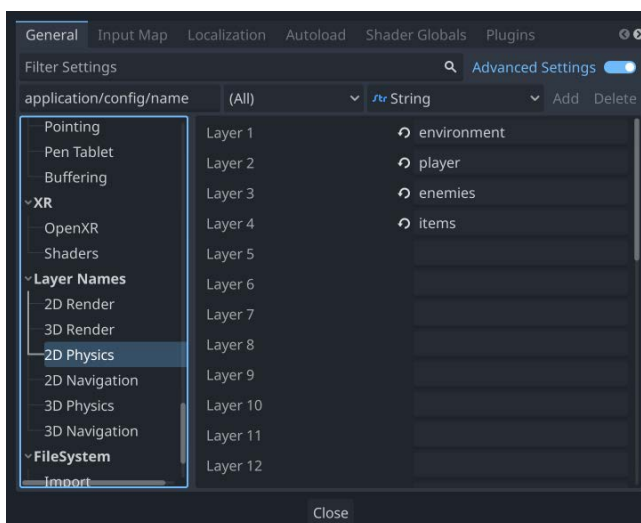 General Input Map Localization Autoload Shader Globals Plugins
Filter Settings Advanced Settings
application/config/name (All) Str String Add Delete
Pointing
Pen Tablet
Buffering
XR
OpenXR
Shaders
Layer Names
2D Render
3D Render
2D Physics
2D Navigation
3D Physics
3D Navigation
FileSystem
Import
Layer 1 environment
Layer 2 player
Layer 3 enemies
Layer 4 items
Layer 5
Layer 6
Layer 7
Layer 8
Layer 9
Layer 10
Layer 11
Layer 12
Close